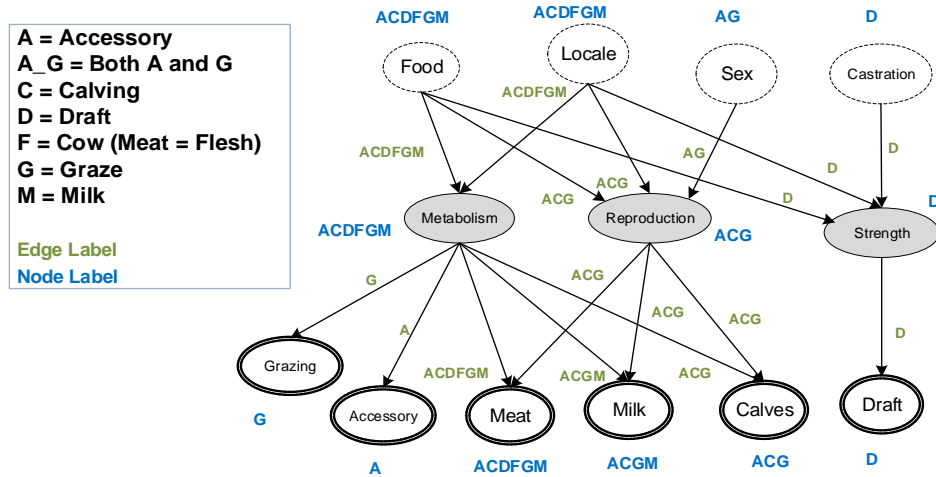 A = Accessory
A_G = Both A and G
C = Calving
D = Draft
F = Cow (Meat = Flesh)
G = Graze
M = Milk
Edge Label
Node Label
ACDFGM
ACDFGM
AG
D
Food
Locale
Sex
Castration
ACDFGM
ACDFGM
AG
D
D
ACG
ACG
D
Metabolism
Reproduction
Strength
D
ACDFGM
ACG
G
ACG
A
ACG
ACG
D
ACDFGM
ACGM
ACG
Grazing
Accessory
Meat
Milk
Calves
Draft
G
A
ACDFGM
ACGM
ACG
D